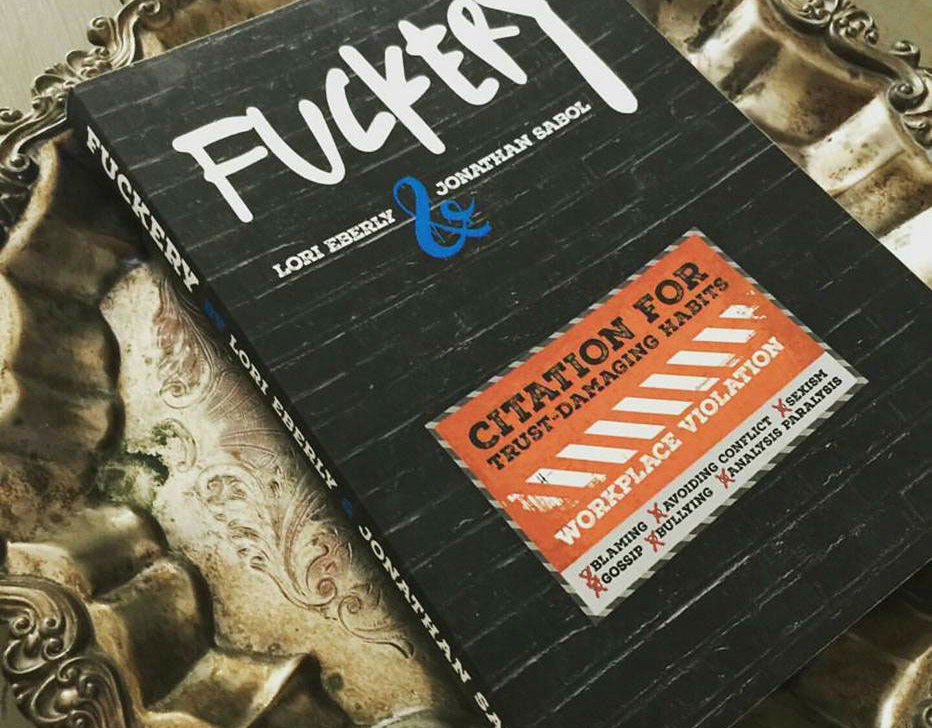 FUCKERY
LORI EBERLY & JONATHAN SABOL
CITATION FOR
TRUST-DAMAGING HABITS
WORKPLACE VIOLATION
BLAMING AVOIDING CONFLICT SEXISM
GOSSIP BULLYING ANALYSIS PARALYSIS
FUCKERY
LORI EBERLY & JONATHAN SA